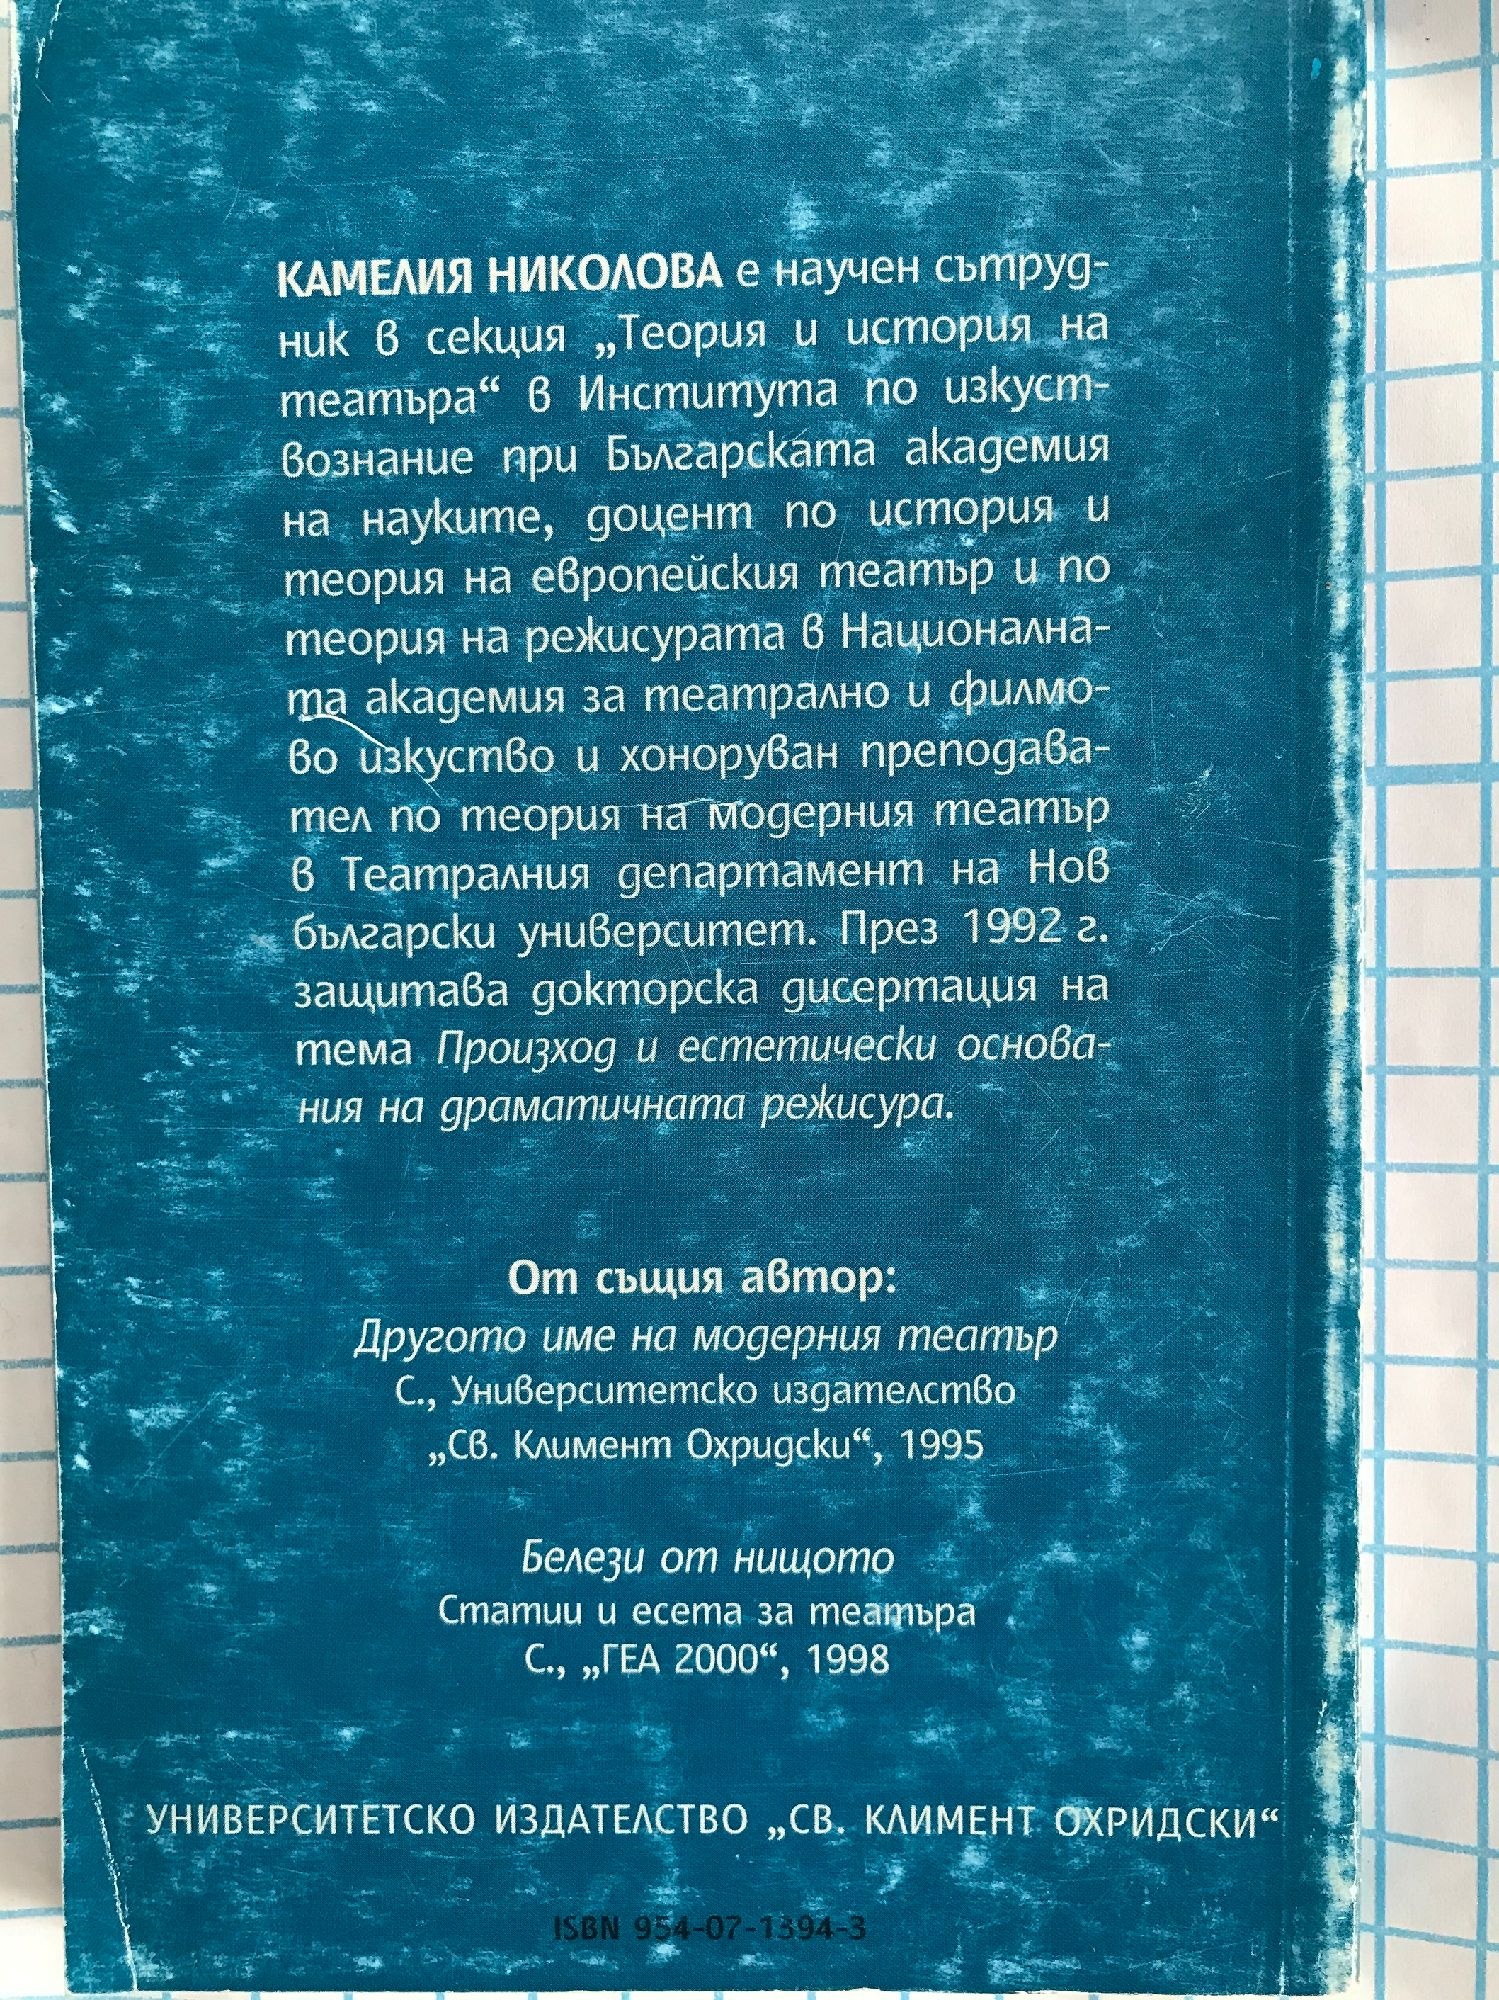 КАМЕЛИЯ НИКОЛОВА е научен сътруд-
ник в секция „Теория и история на
театъра“ в Института по изкуст-
вознание при Българската академия
на науките, доцент по история и
теория на европейския театър и по
теория на режисурата в Национална-
та академия за театрално и филмо-
во изкуство и хоноруван преподава-
тел по теория на модерния театър
в Театралния департамент на Нов
български университет. През 1992 г.
защитава докторска дисертация на
тема Произход и естетически основа-
ния на драматичната режисура.
От същия автор:
Другото име на модерния театър
С., Университетско издателство
„Св. Климент Охридски“, 1995
Белези от нищото
Статии и есета за театъра
С., „ГЕА 2000“, 1998
УНИВЕРСИТЕТСКО ИЗДАТЕЛСТВО „СВ. КЛИМЕНТ ОХРИДСКИ“
ISBN 954-07-1394-3